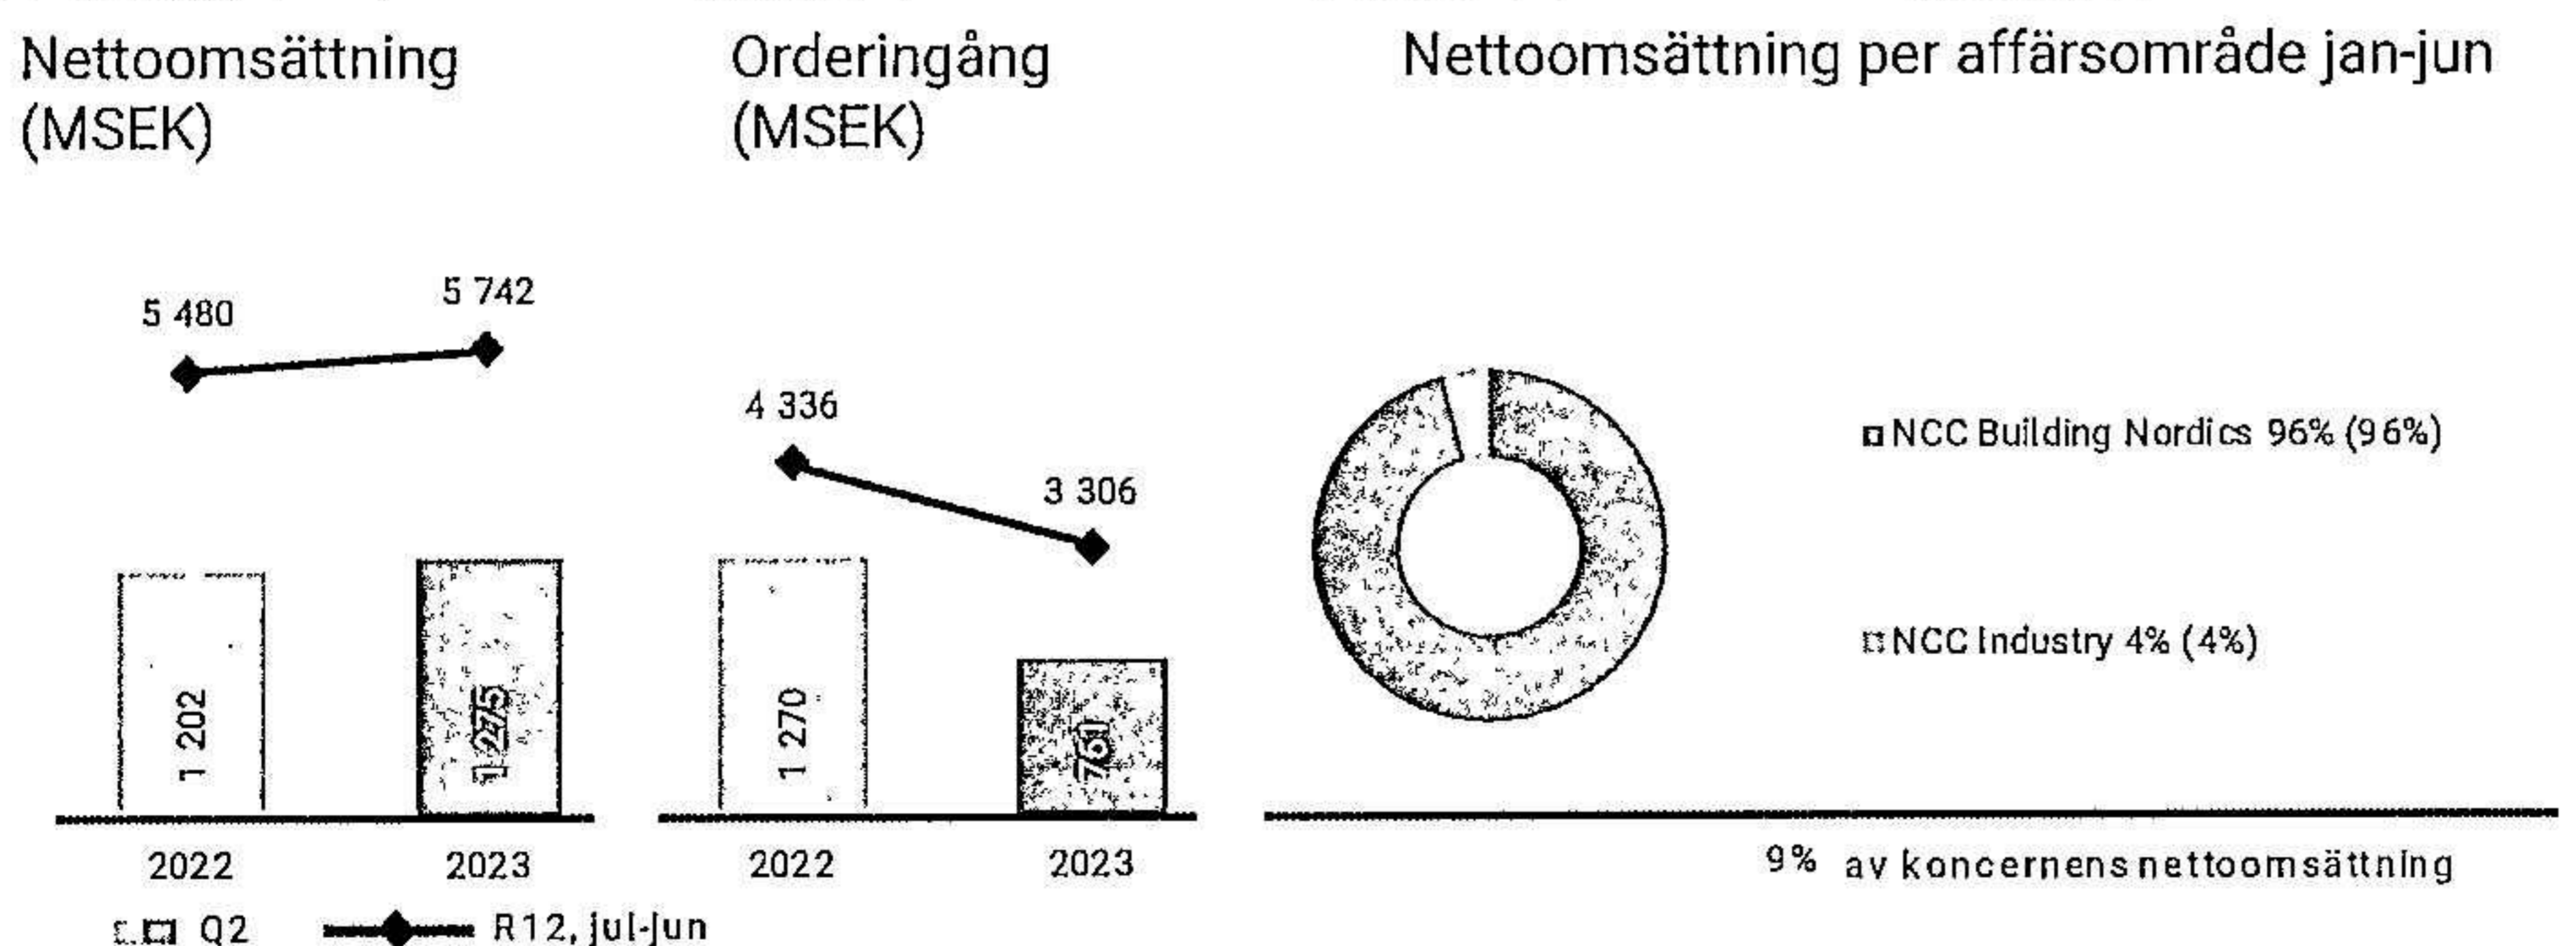 Nettoomsättning
(MSEK)
5 480
5 742
1 202
1 275
2022
2023
Q2
R12, jul-jun
Orderingång
(MSEK)
4 336
3 306
1 270
761
2022
2023
Nettoomsättning per affärsområde jan-jun
NCC Building Nordics 96% (96%)
NCC Industry 4% (4%)
9% av koncernens nettoomsättning